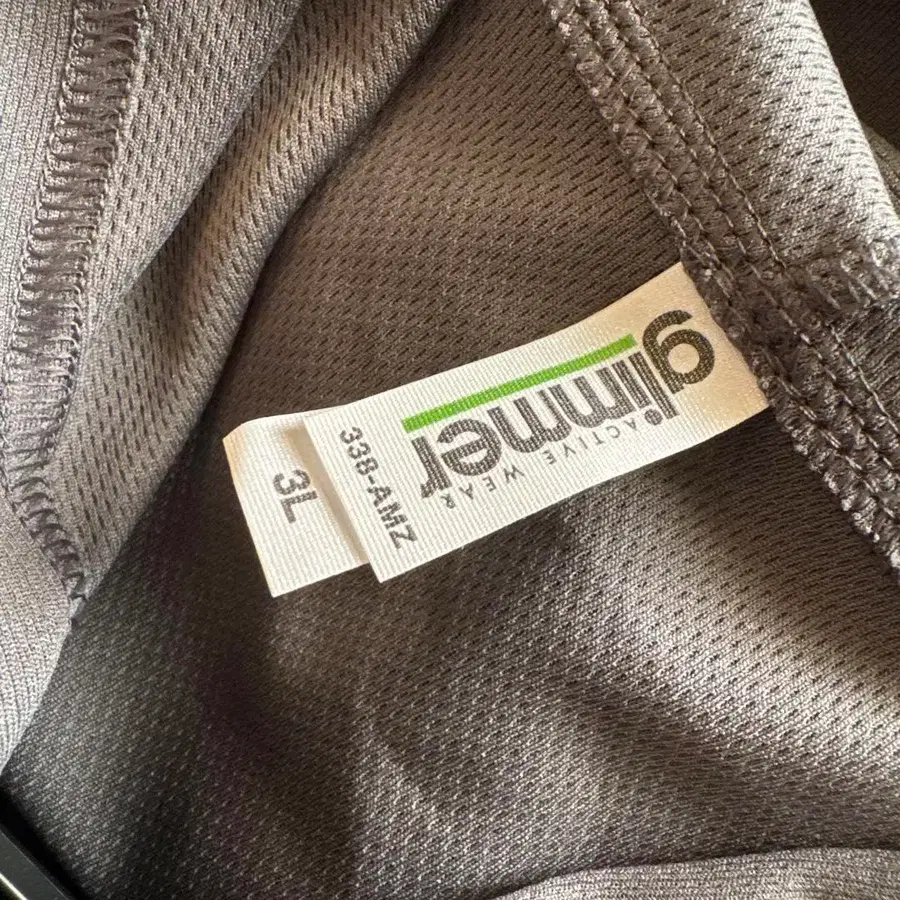 glimmer
ACTIVE WEAR
338-AMZ
3L